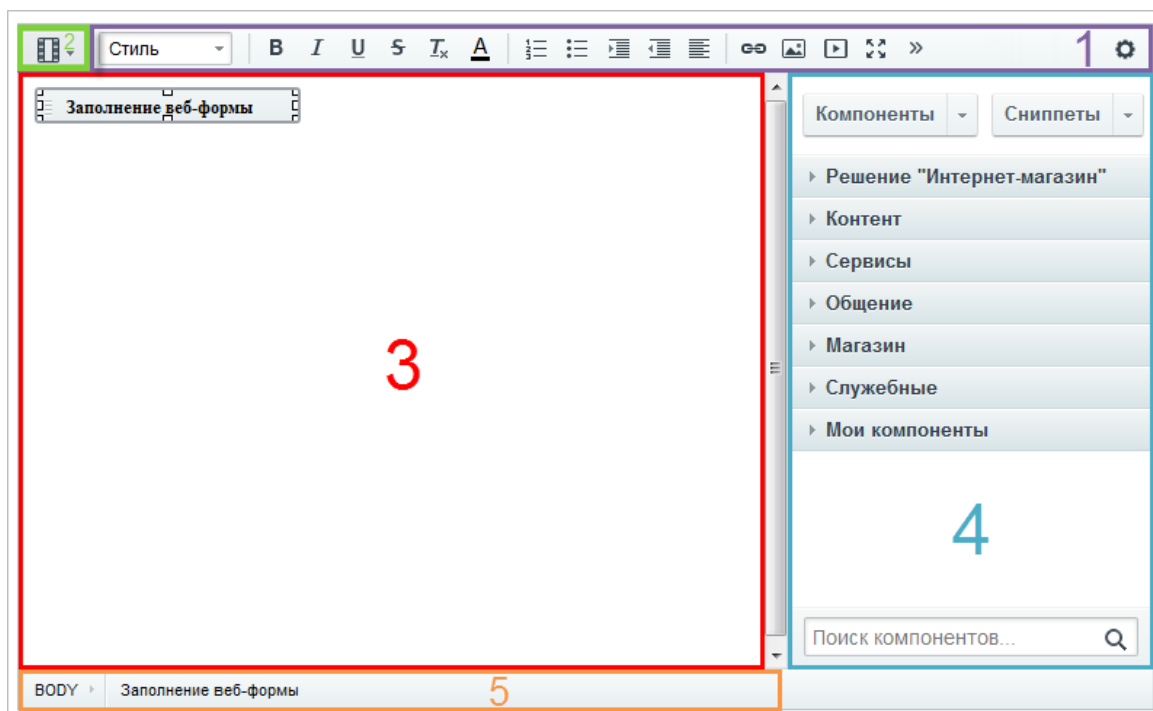 2 Стиль B I U S Tx A 1
Заполнение веб-формы
Компоненты Сниппеты
Решение "Интернет-магазин"
Контент
Сервисы
Общение
Магазин
Служебные
Мои компоненты
3
4
Поиск компонентов...
BODY Заполнение веб-формы 5